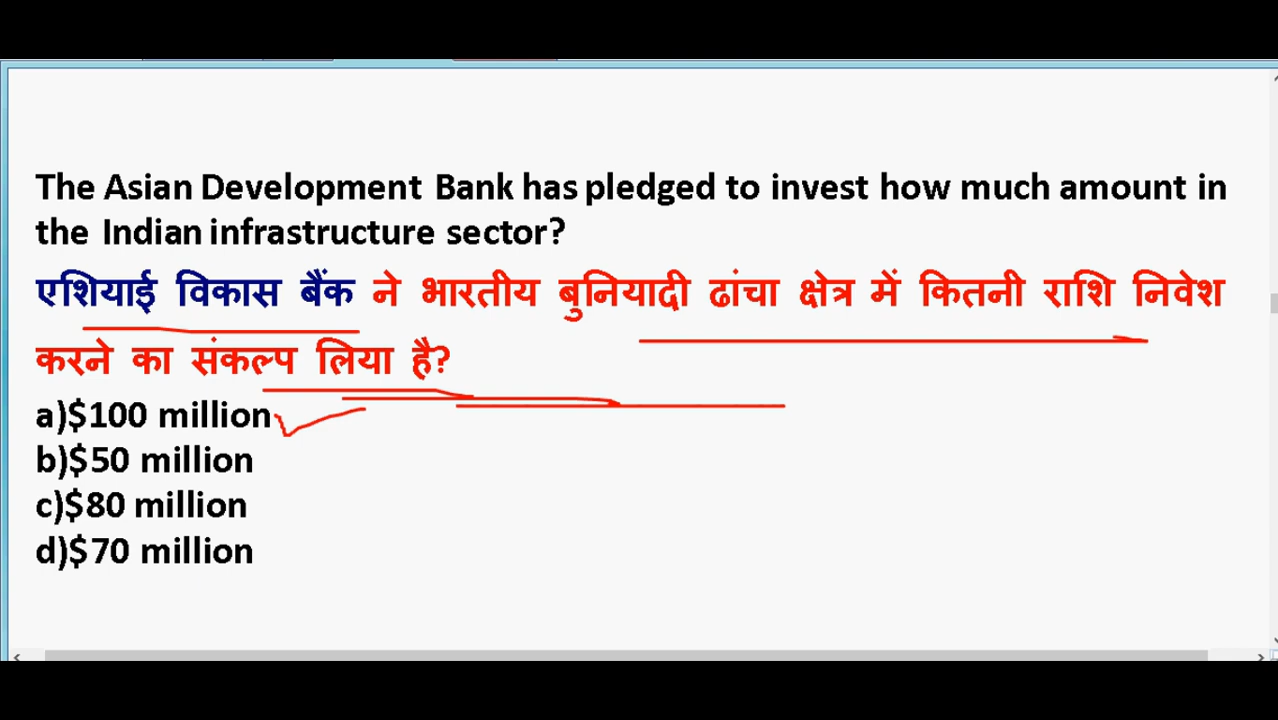 The Asian Development Bank has pledged to invest how much amount in
the Indian infrastructure sector?
एशियाई विकास बैंक ने भारतीय बुनियादी ढांचा क्षेत्र में कितनी राशि निवेश
करने का संकल्प लिया है?
a)$100 million
b)$50 million
c)$80 million
d)$70 million